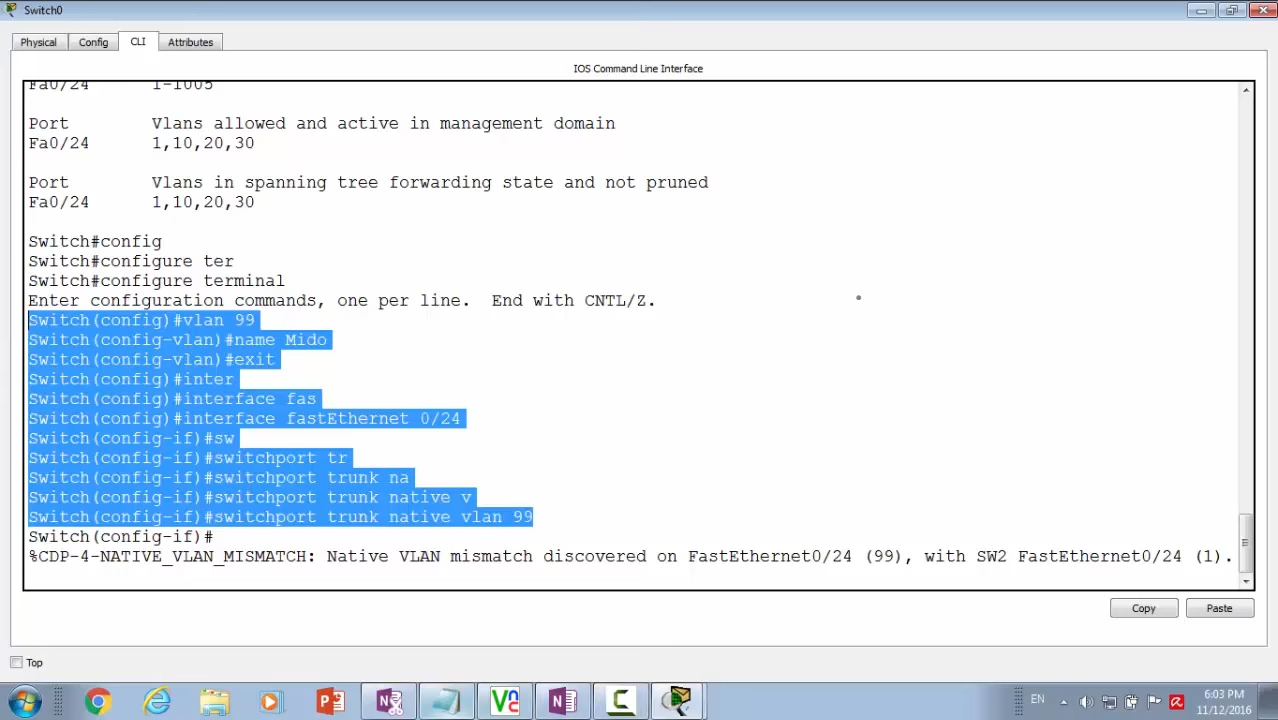 Switch0
Physical Config CLI Attributes
IOS Command Line Interface
Fa0/24 1-1005
Port Vlans allowed and active in management domain
Fa0/24 1,10,20,30
Port Vlans in spanning tree forwarding state and not pruned
Fa0/24 1,10,20,30
Switch#config
Switch#configure ter
Switch#configure terminal
Enter configuration commands, one per line. End with CNTL/Z.
Switch(config)#vlan 99
Switch(config-vlan)#name Mido
Switch(config-vlan)#exit
Switch(config)#inter
Switch(config)#interface fas
Switch(config)#interface fastEthernet 0/24
Switch(config-if)#sw
Switch(config-if)#switchport tr
Switch(config-if)#switchport trunk na
Switch(config-if)#switchport trunk native v
Switch(config-if)#switchport trunk native vlan 99
Switch(config-if)#
%CDP-4-NATIVE_VLAN_MISMATCH: Native VLAN mismatch discovered on FastEthernet0/24 (99), with SW2 FastEthernet0/24 (1).
Copy Paste
Top
EN
6:03 PM
11/12/2016